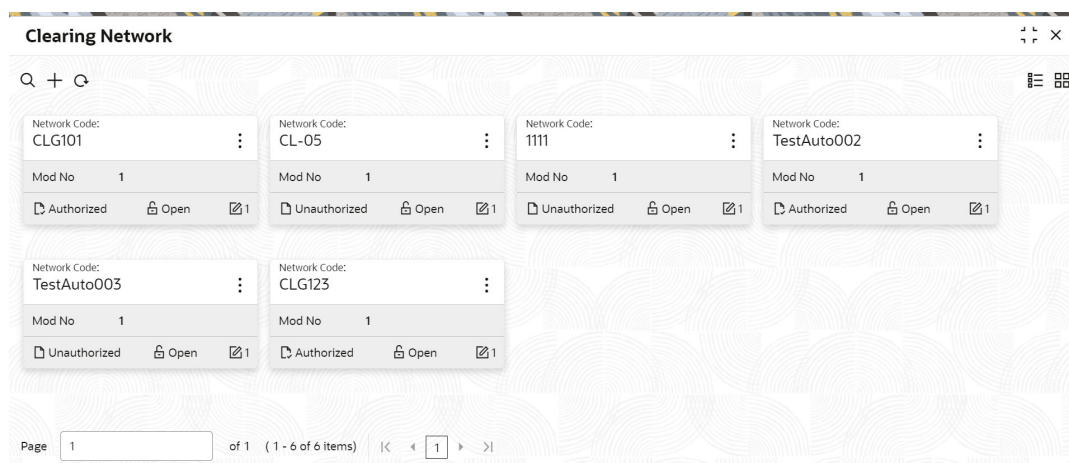 Clearing Network
Network Code: Network Code: Network Code: Network Code:
CLG101 CL-05 1111 TestAuto002
Mod No 1 Mod No 1 Mod No 1 Mod No 1
Authorized Open 1 Unauthorized Open 1 Unauthorized Open 1 Authorized Open 1
Network Code: Network Code:
TestAuto003 CLG123
Mod No 1 Mod No 1
Unauthorized Open 1 Authorized Open 1
Page 1 of 1 ( 1 - 6 of 6 items) 1